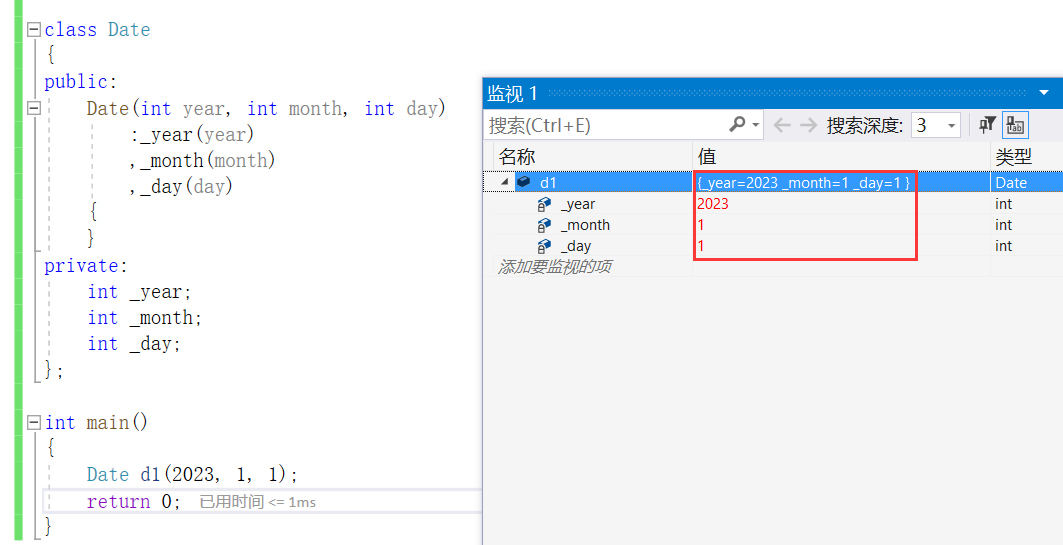 class Date
{
public:
    Date(int year, int month, int day)
        :_year(year)
        ,_month(month)
        ,_day(day)
    {
    }
private:
    int _year;
    int _month;
    int _day;
};
int main()
{
    Date d1(2023, 1, 1);
    return 0; 已用时间 <= 1ms
}
监视 1
搜索(Ctrl+E) 搜索深度: 3
名称 值 类型
d1 {_year=2023 _month=1 _day=1 } Date
_year 2023 int
_month 1 int
_day 1 int
添加要监视的项